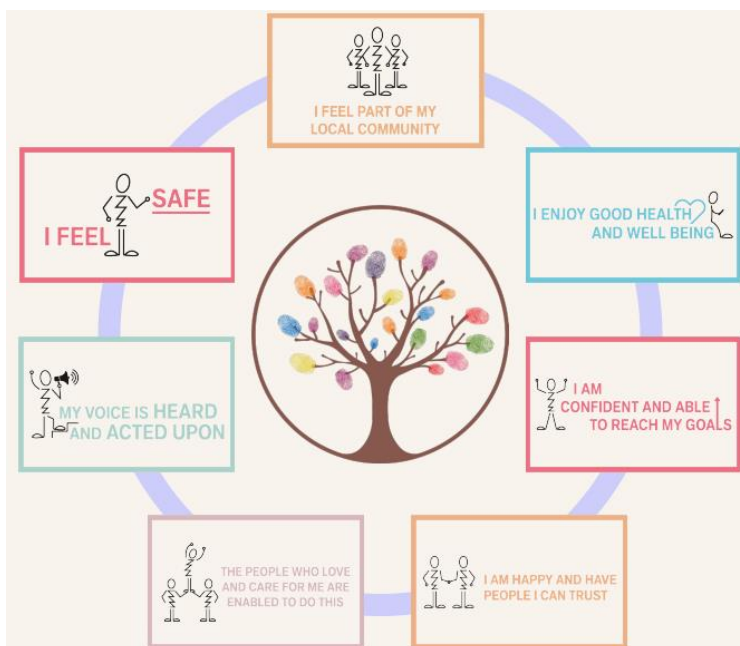 I FEEL PART OF MY
LOCAL COMMUNITY
I ENJOY GOOD HEALTH
AND WELL BEING
I AM
CONFIDENT AND ABLE
TO REACH MY GOALS
I AM HAPPY AND HAVE
PEOPLE I CAN TRUST
THE PEOPLE WHO LOVE
AND CARE FOR ME ARE
ENABLED TO DO THIS
MY VOICE IS HEARD
AND ACTED UPON
I FEEL SAFE